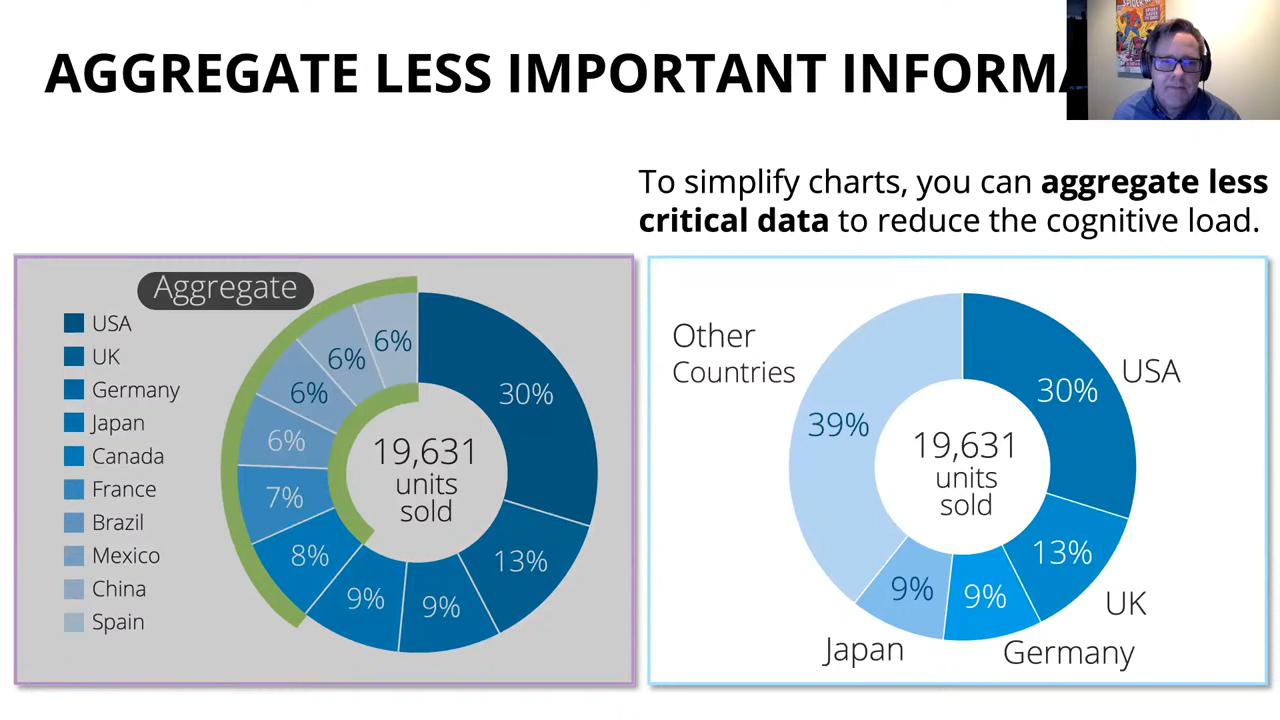 AGGREGATE LESS IMPORTANT INFORM
To simplify charts, you can aggregate less
critical data to reduce the cognitive load.
Aggregate
USA
UK
Germany
Japan
Canada
France
Brazil
Mexico
China
Spain
6%
6%
6%
6%
7%
8%
9%
9%
13%
30%
19,631
units
sold
Other
Countries
39%
30%
USA
13%
UK
9%
Germany
9%
Japan
19,631
units
sold